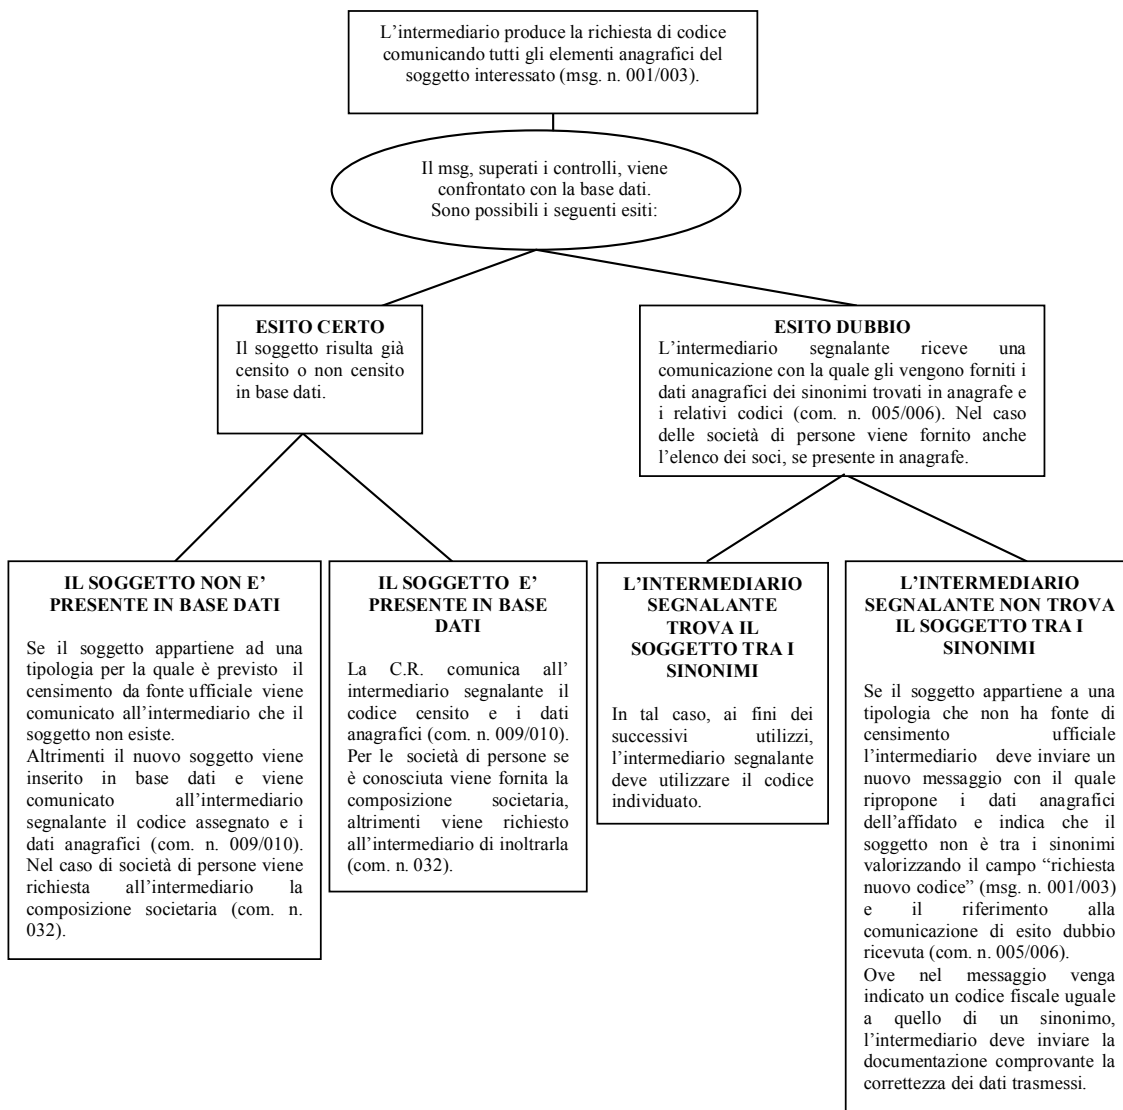 L'intermediario produce la richiesta di codice
comunicando tutti gli elementi anagrafici del
soggetto interessato (msg. n. 001/003).
Il msg, superati i controlli, viene
confrontato con la base dati.
Sono possibili i seguenti esiti:
ESITO CERTO
Il soggetto risulta già
censito o non censito
in base dati.
ESITO DUBBIO
L'intermediario segnalante riceve una
comunicazione con la quale gli vengono forniti i
dati anagrafici dei sinonimi trovati in anagrafe e
i relativi codici (com. n. 005/006). Nel caso
delle società di persone viene fornito anche
l'elenco dei soci, se presente in anagrafe.
IL SOGGETTO NON E'
PRESENTE IN BASE DATI
Se il soggetto appartiene ad una
tipologia per la quale è previsto il
censimento da fonte ufficiale viene
comunicato all'intermediario che il
soggetto non esiste.
Altrimenti il nuovo soggetto viene
inserito in base dati e viene
comunicato all'intermediario
segnalante il codice assegnato e i
dati anagrafici (com. n. 009/010).
Nel caso di società di persone viene
richiesta all'intermediario la
composizione societaria (com. n.
032).
IL SOGGETTO E'
PRESENTE IN BASE
DATI
La C.R. comunica all'
intermediario segnalante il
codice censito e i dati
anagrafici (com. n. 009/010).
Per le società di persone se
è conosciuta viene fornita la
composizione societaria,
altrimenti viene richiesto
all'intermediario di inoltrarla
(com. n. 032).
L'INTERMEDIARIO
SEGNALANTE
TROVA IL
SOGGETTO TRA I
SINONIMI
In tal caso, ai fini dei
successivi utilizzi,
l'intermediario segnalante
deve utilizzare il codice
individuato.
L'INTERMEDIARIO
SEGNALANTE NON TROVA
IL SOGGETTO TRA I
SINONIMI
Se il soggetto appartiene a una
tipologia che non ha fonte di
censimento ufficiale
l'intermediario deve inviare un
nuovo messaggio con il quale
ripropone i dati anagrafici
dell'affidato e indica che il
soggetto non è tra i sinonimi
valorizzando il campo "richiesta
nuovo codice" (msg. n. 001/003)
e il riferimento alla
comunicazione di esito dubbio
ricevuta (com. n. 005/006).
Ove nel messaggio venga
indicato un codice fiscale uguale
a quello di un sinonimo,
l'intermediario deve inviare la
documentazione comprovante la
correttezza dei dati trasmessi.